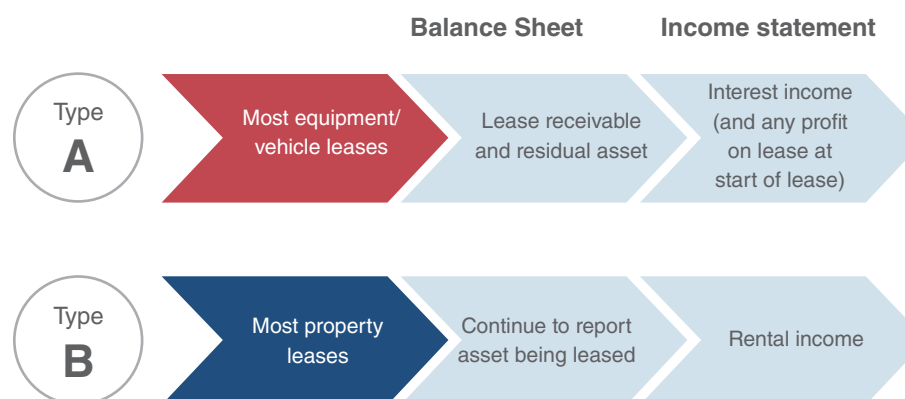 Balance Sheet Income statement
Type
A
Most equipment/
vehicle leases
Lease receivable
and residual asset
Interest income
(and any profit
on lease at
start of lease)
Type
B
Most property
leases
Continue to report
asset being leased
Rental income